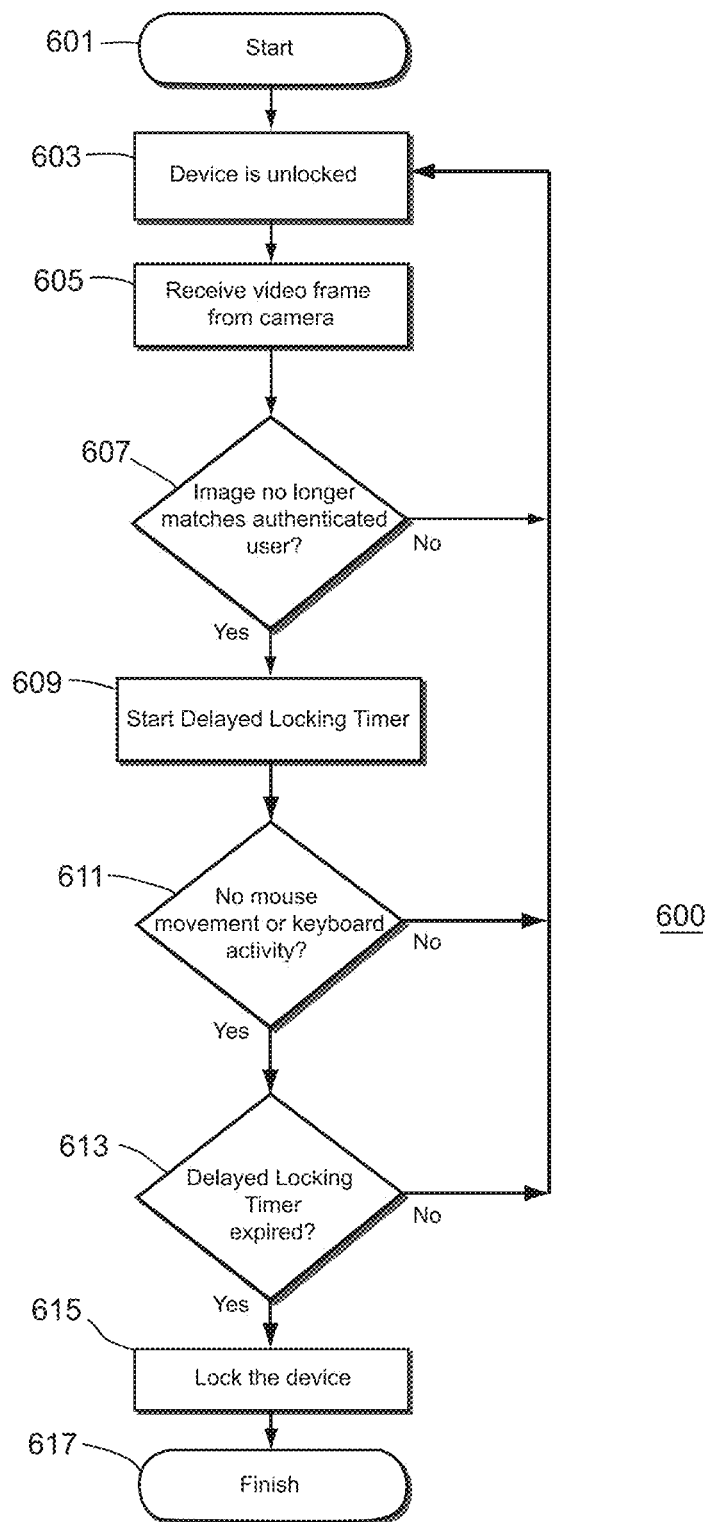 601
Start
603
Device is unlocked
605
Receive video frame
from camera
607
Image no longer
matches authenticated
user?
No
Yes
609
Start Delayed Locking Timer
611
No mouse
movement or keyboard
activity?
No
600
Yes
613
Delayed Locking
Timer
expired?
No
Yes
615
Lock the device
617
Finish